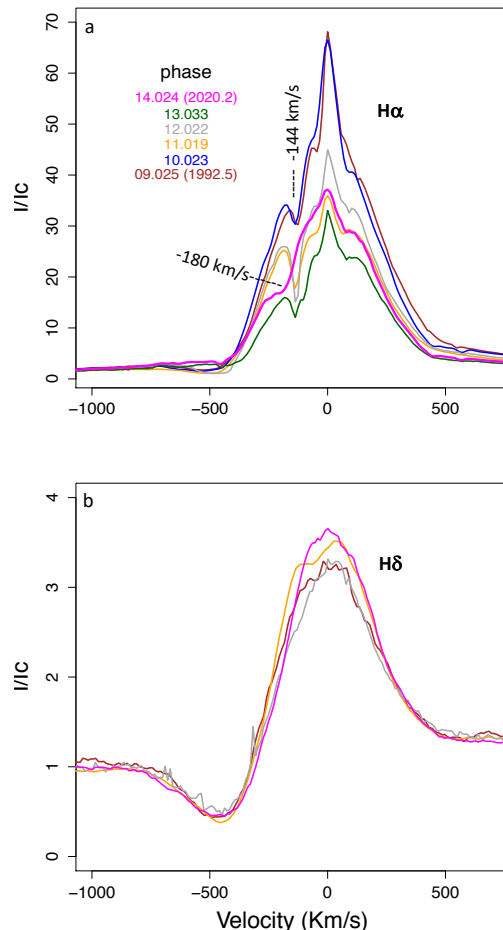 a
phase
14.024 (2020.2)
13.033
12.022
11.019
10.023
09.025 (1992.5)
-144 km/s
-180 km/s
Hα
I/Ic
70
60
50
40
30
20
10
0
−1000
−500
0
500
b
Hδ
I/Ic
4
3
2
1
0
−1000
−500
0
500
Velocity (Km/s)